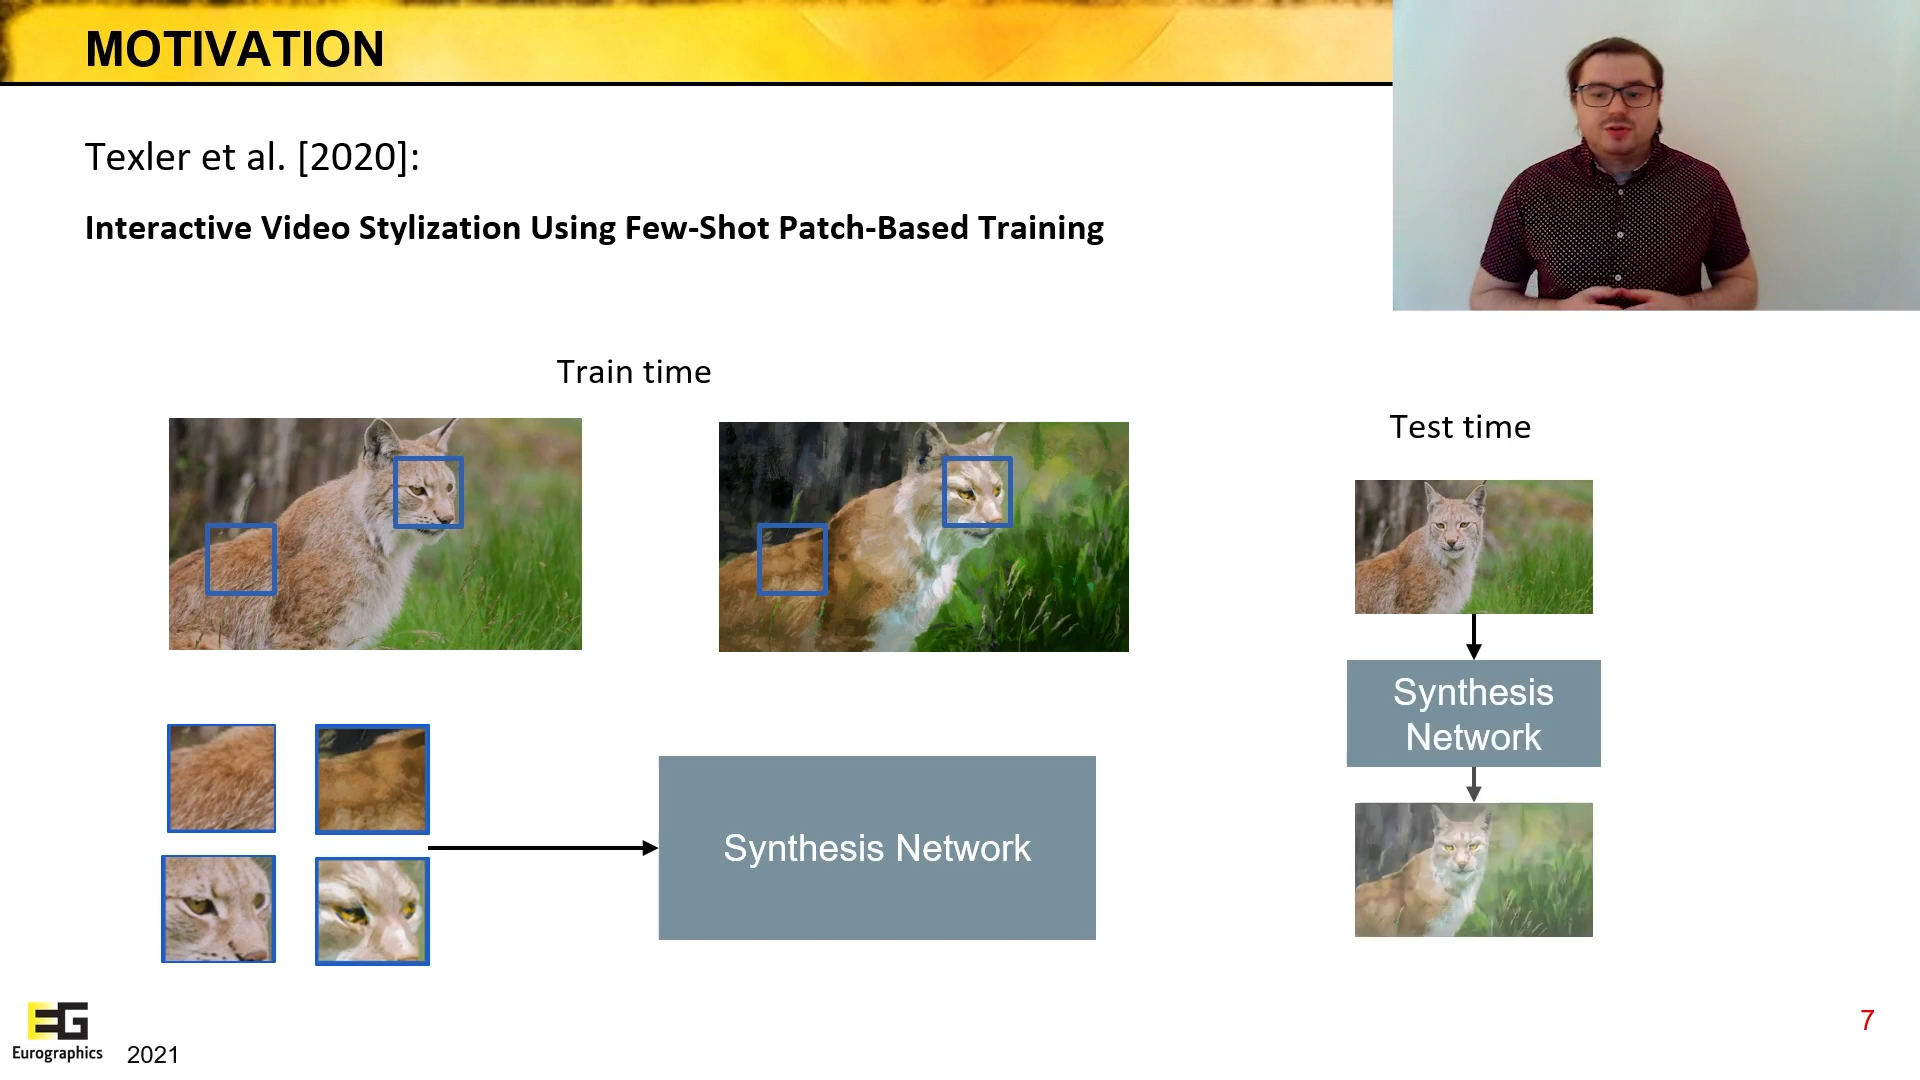 MOTIVATION
Texler et al. [2020]:
Interactive Video Stylization Using Few-Shot Patch-Based Training
Train time
Test time
Synthesis
Network
Synthesis Network
EG
Eurographics
2021
7